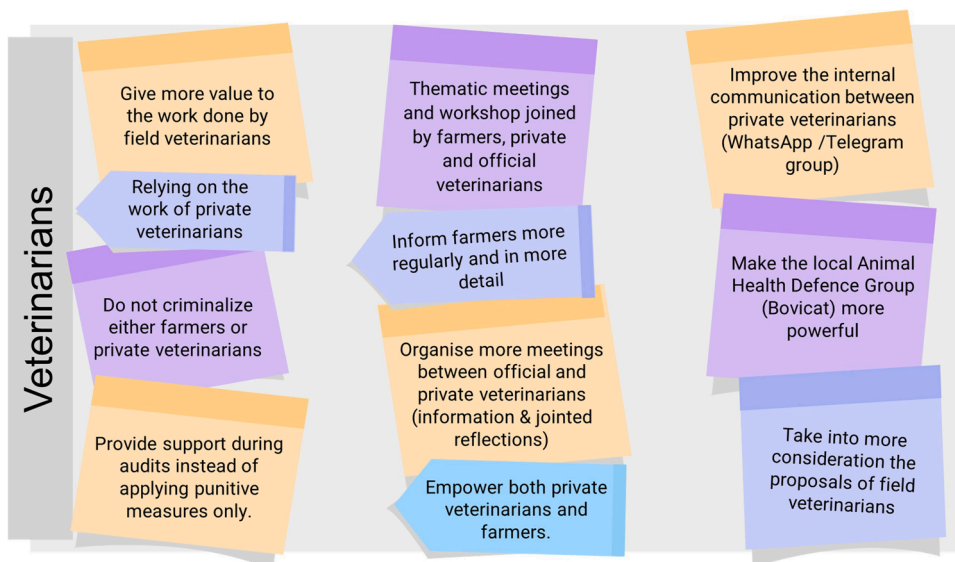 Veterinarians
Give more value to
the work done by
field veterinarians
Relying on the
work of private
veterinarians
Do not criminalize
either farmers or
private veterinarians
Provide support during
audits instead of
applying punitive
measures only.
Thematic meetings
and workshop joined
by farmers, private
and official
veterinarians
Inform farmers more
regularly and in more
detail
Organise more meetings
between official and
private veterinarians
(information & jointed
reflections)
Empower both private
veterinarians and
farmers.
Improve the internal
communication between
private veterinarians
(WhatsApp /Telegram
group)
Make the local Animal
Health Defence Group
(Bovicat) more
powerful
Take into more
consideration the
proposals of field
veterinarians